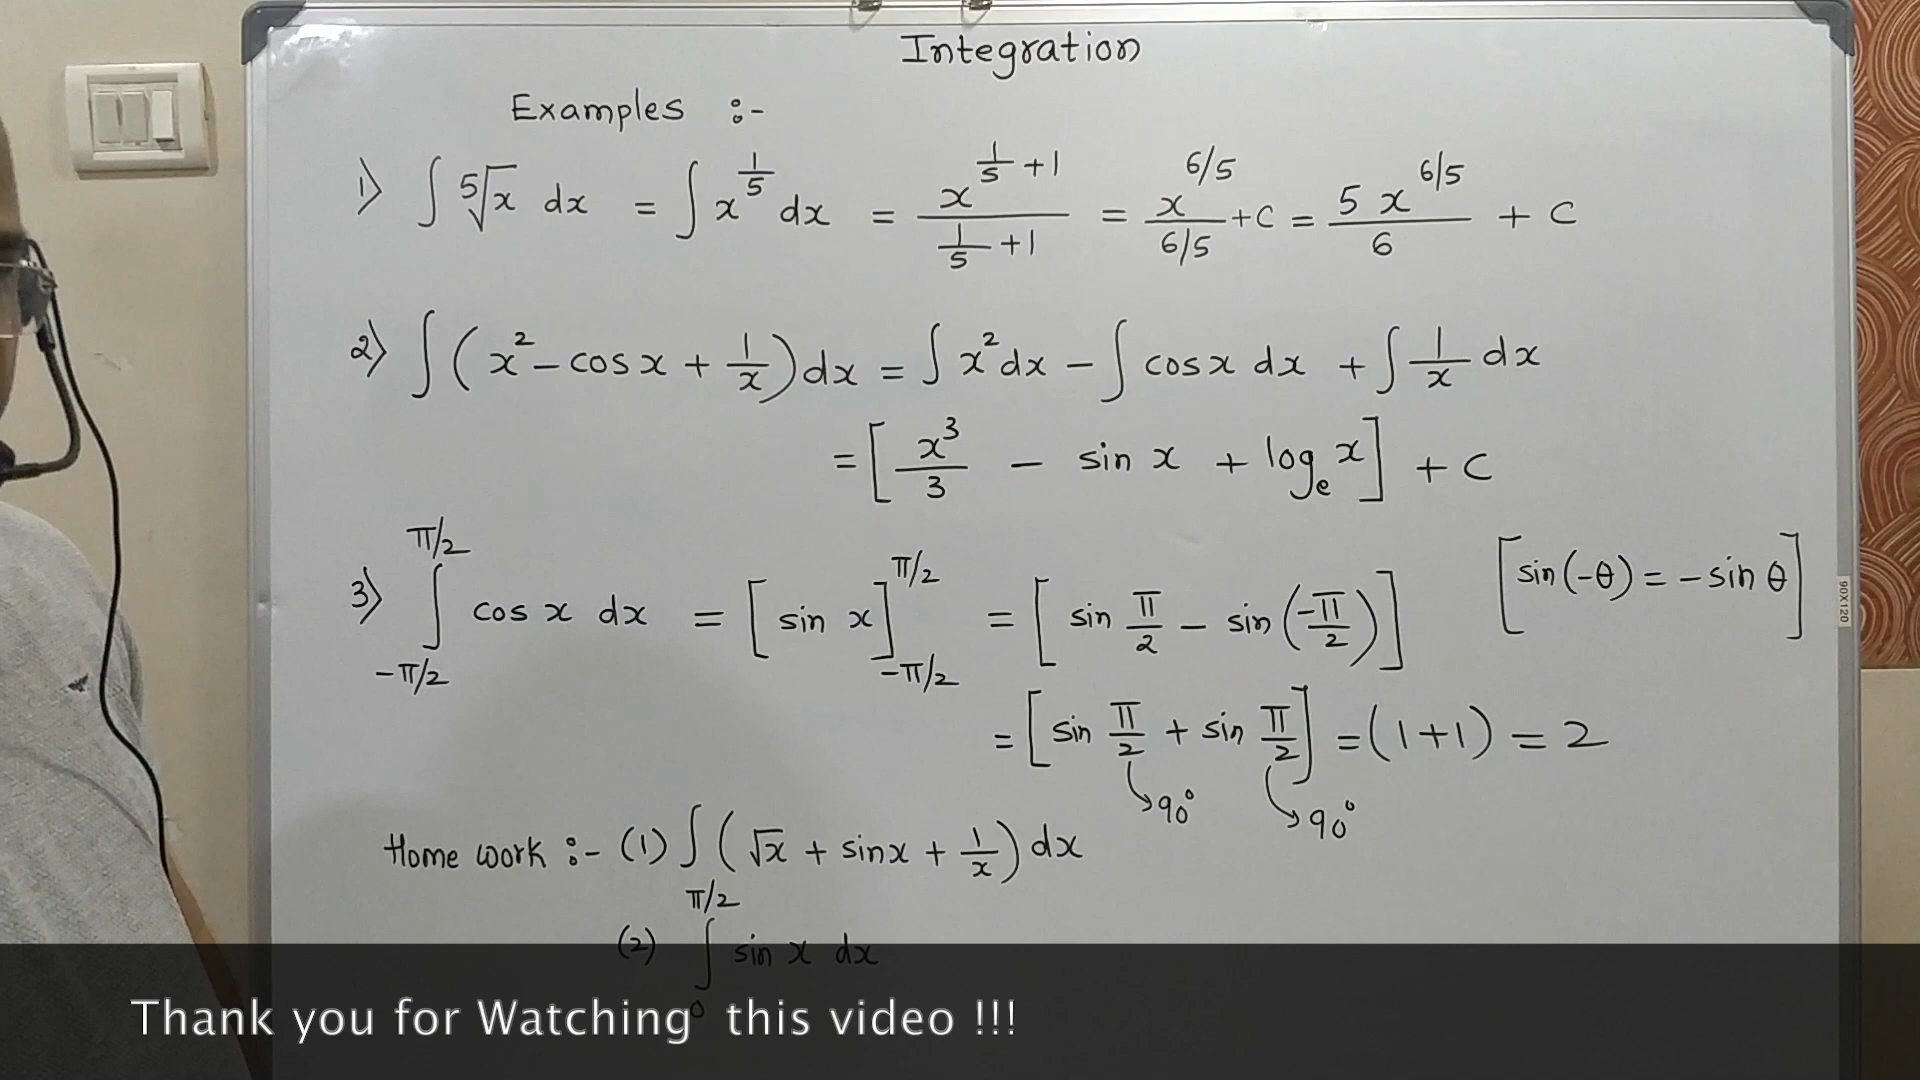 Integration
Examples :-
1) ∫ ⁵√x dx = ∫ x^(1/5) dx = x^(1/5 + 1) / (1/5 + 1) = x^(6/5) / (6/5) + C = 5 x^(6/5) / 6 + C
2) ∫ (x² - cos x + 1/x) dx = ∫ x² dx - ∫ cos x dx + ∫ 1/x dx
= [x³/3 - sin x + logₑ x] + C
3) ∫_{-π/2}^{π/2} cos x dx = [sin x]_{-π/2}^{π/2} = [sin π/2 - sin (-π/2)] [sin(-θ) = - sin θ]
= [sin π/2 + sin π/2] = (1+1) = 2
90° 90°
Home work :- (1) ∫ (√x + sin x + 1/x) dx
(2) ∫_{0}^{π/2} sin x dx
Thank you for Watching this video !!!
90X120